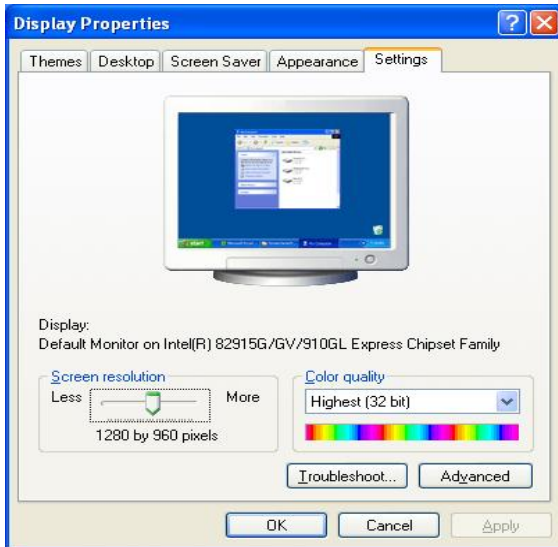 Display Properties
Themes Desktop Screen Saver Appearance Settings
start
Display:
Default Monitor on Intel(R) 82915G/GV/910GL Express Chipset Family
Screen resolution
Less More
1280 by 960 pixels
Color quality
Highest (32 bit)
Troubleshoot... Advanced
OK Cancel Apply